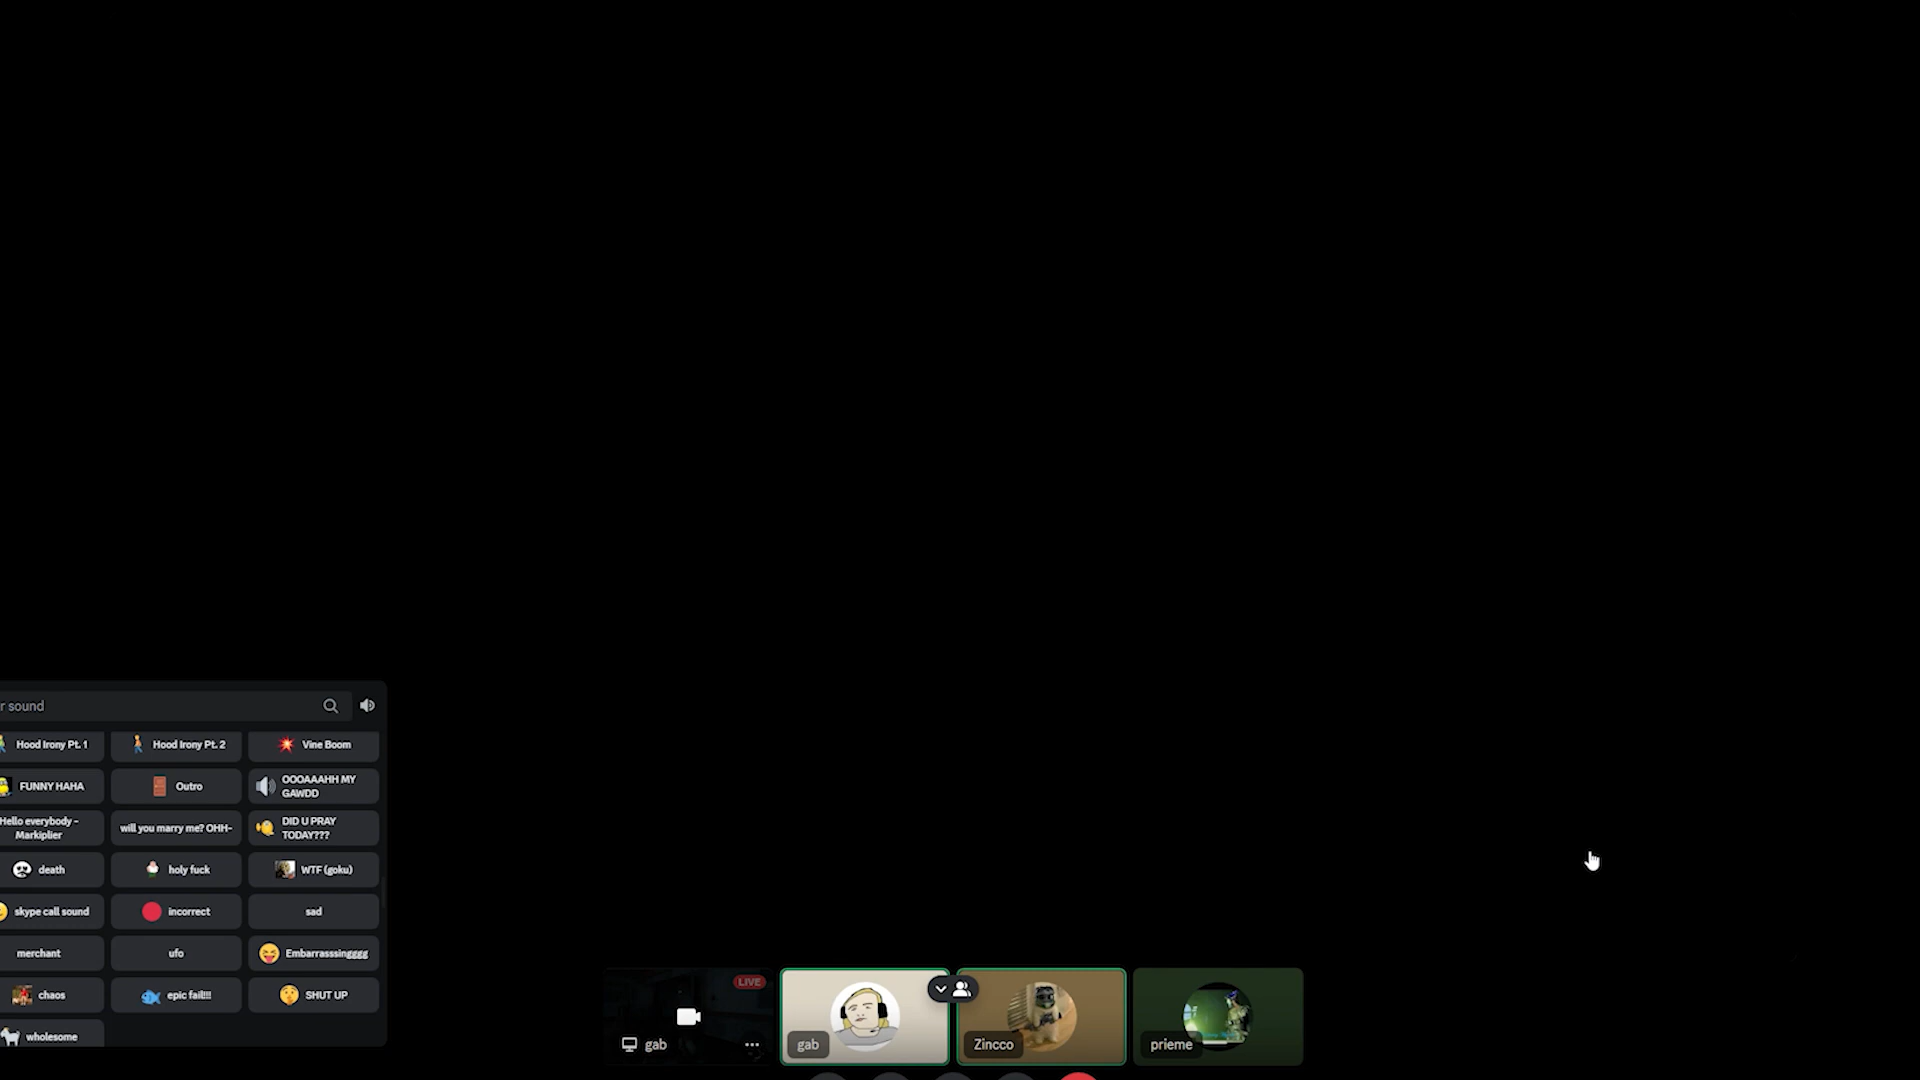 r sound
Hood Irony Pt. 1
Hood Irony Pt. 2
Vine Boom
FUNNY HAHA
Outro
OOOAAAHH MY
GAWDD
Hello everybody -
Markiplier
will you marry me? OHH-
DID U PRAY
TODAY???
death
holy fuck
WTF (goku)
skype call sound
incorrect
sad
merchant
ufo
Embarrasssingggg
chaos
epic fail!!!
SHUT UP
wholesome
LIVE
gab
gab
Zincco
prieme